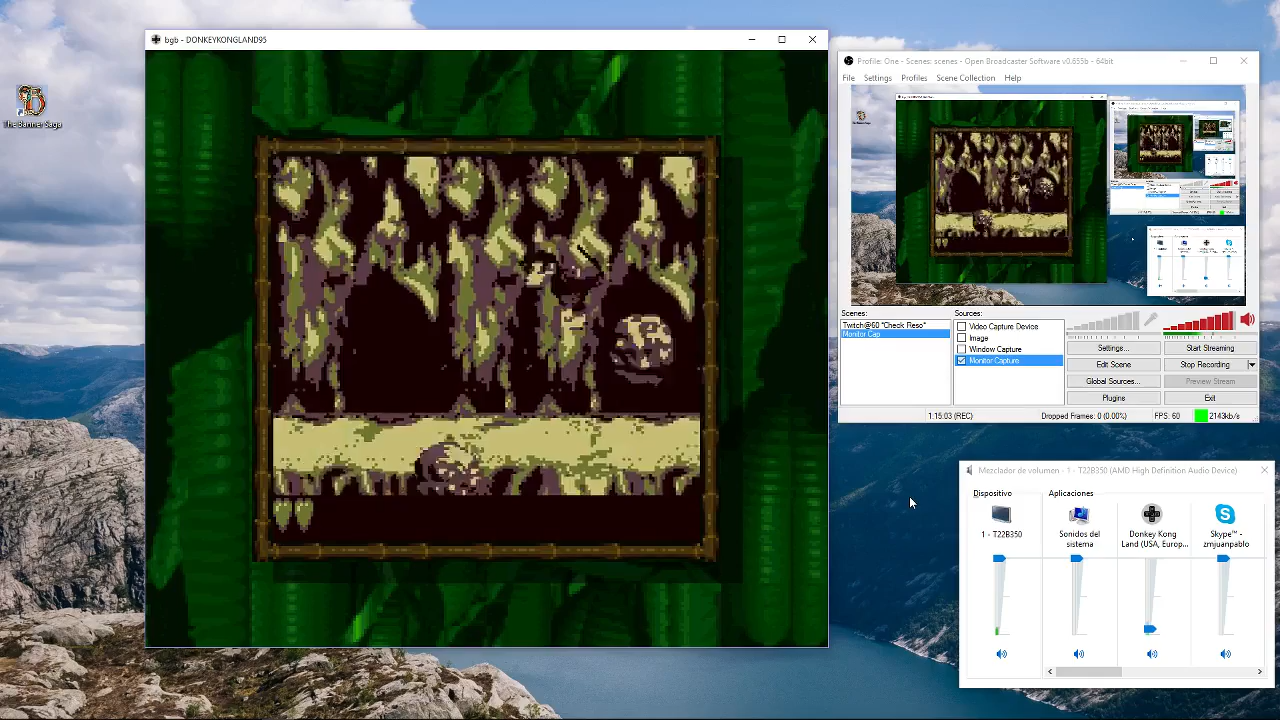 bgb - DONKEYKONGLAND95
The Banner Saga
Profile: One - Scenes: scenes - Open Broadcaster Software v0.655b - 64bit
File Settings Profiles Scene Collection Help
Scenes:
Twitch@60 "Check Reso"
Monitor Cap
Sources:
Video Capture Device
Image
Window Capture
Monitor Capture
Settings... Start Streaming
Edit Scene Stop Recording
Global Sources... Preview Stream
Plugins Exit
1:15:03 (REC) Dropped Frames: 0 (0.00%) FPS: 60 2143kb/s
Mezclador de volumen - 1 - T22B350 (AMD High Definition Audio Device)
Dispositivo Aplicaciones
1 - T22B350
Sonidos del
sistema
Donkey Kong
Land (USA, Europ...
Skype™ -
zmjuanpablo